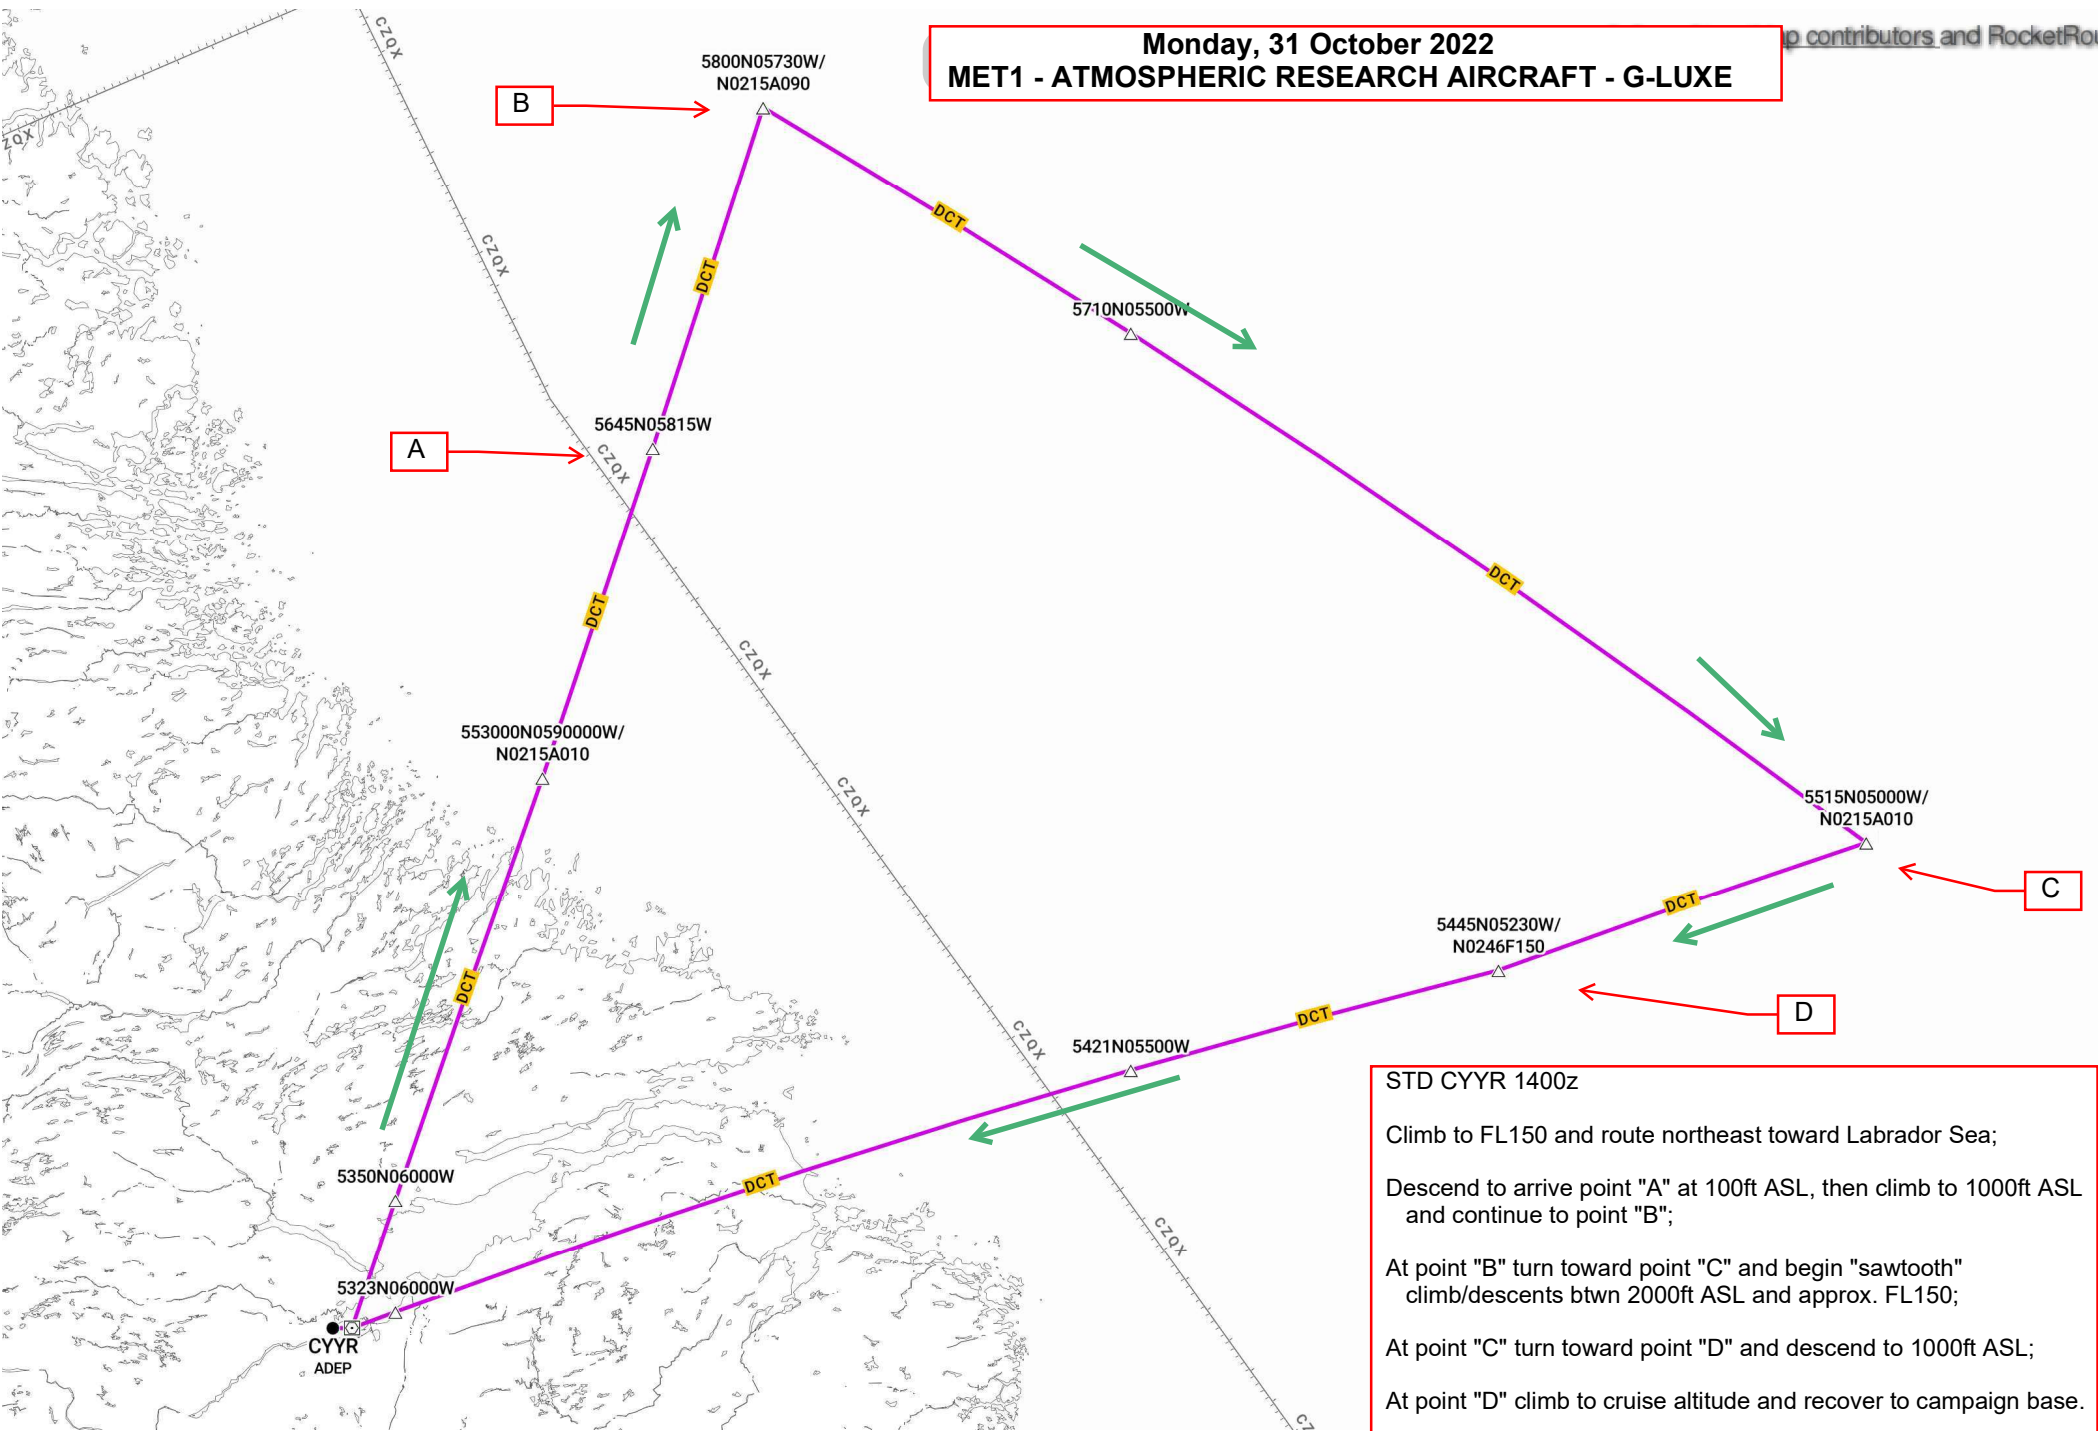 Monday, 31 October 2022
MET1 - ATMOSPHERIC RESEARCH AIRCRAFT - G-LUXE
contributors and RocketRou
CZQX
ZQX
5800N05730W/
N0215A090
B
DCT
CZQX
DCT
5710N05500W
5645N05815W
A
CZQX
DCT
DCT
CZQX
553000N0590000W/
N0215A010
CZQX
5515N05000W/
N0215A010
C
DCT
5445N05230W/
N0246F150
DCT
D
DCT
CZQX
5421N05500W
5350N06000W
DCT
CZQX
5323N06000W
CYYR
ADEP
CZ
STD CYYR 1400z
Climb to FL150 and route northeast toward Labrador Sea;
Descend to arrive point "A" at 100ft ASL, then climb to 1000ft ASL
and continue to point "B";
At point "B" turn toward point "C" and begin "sawtooth"
climb/descents btwn 2000ft ASL and approx. FL150;
At point "C" turn toward point "D" and descend to 1000ft ASL;
At point "D" climb to cruise altitude and recover to campaign base.